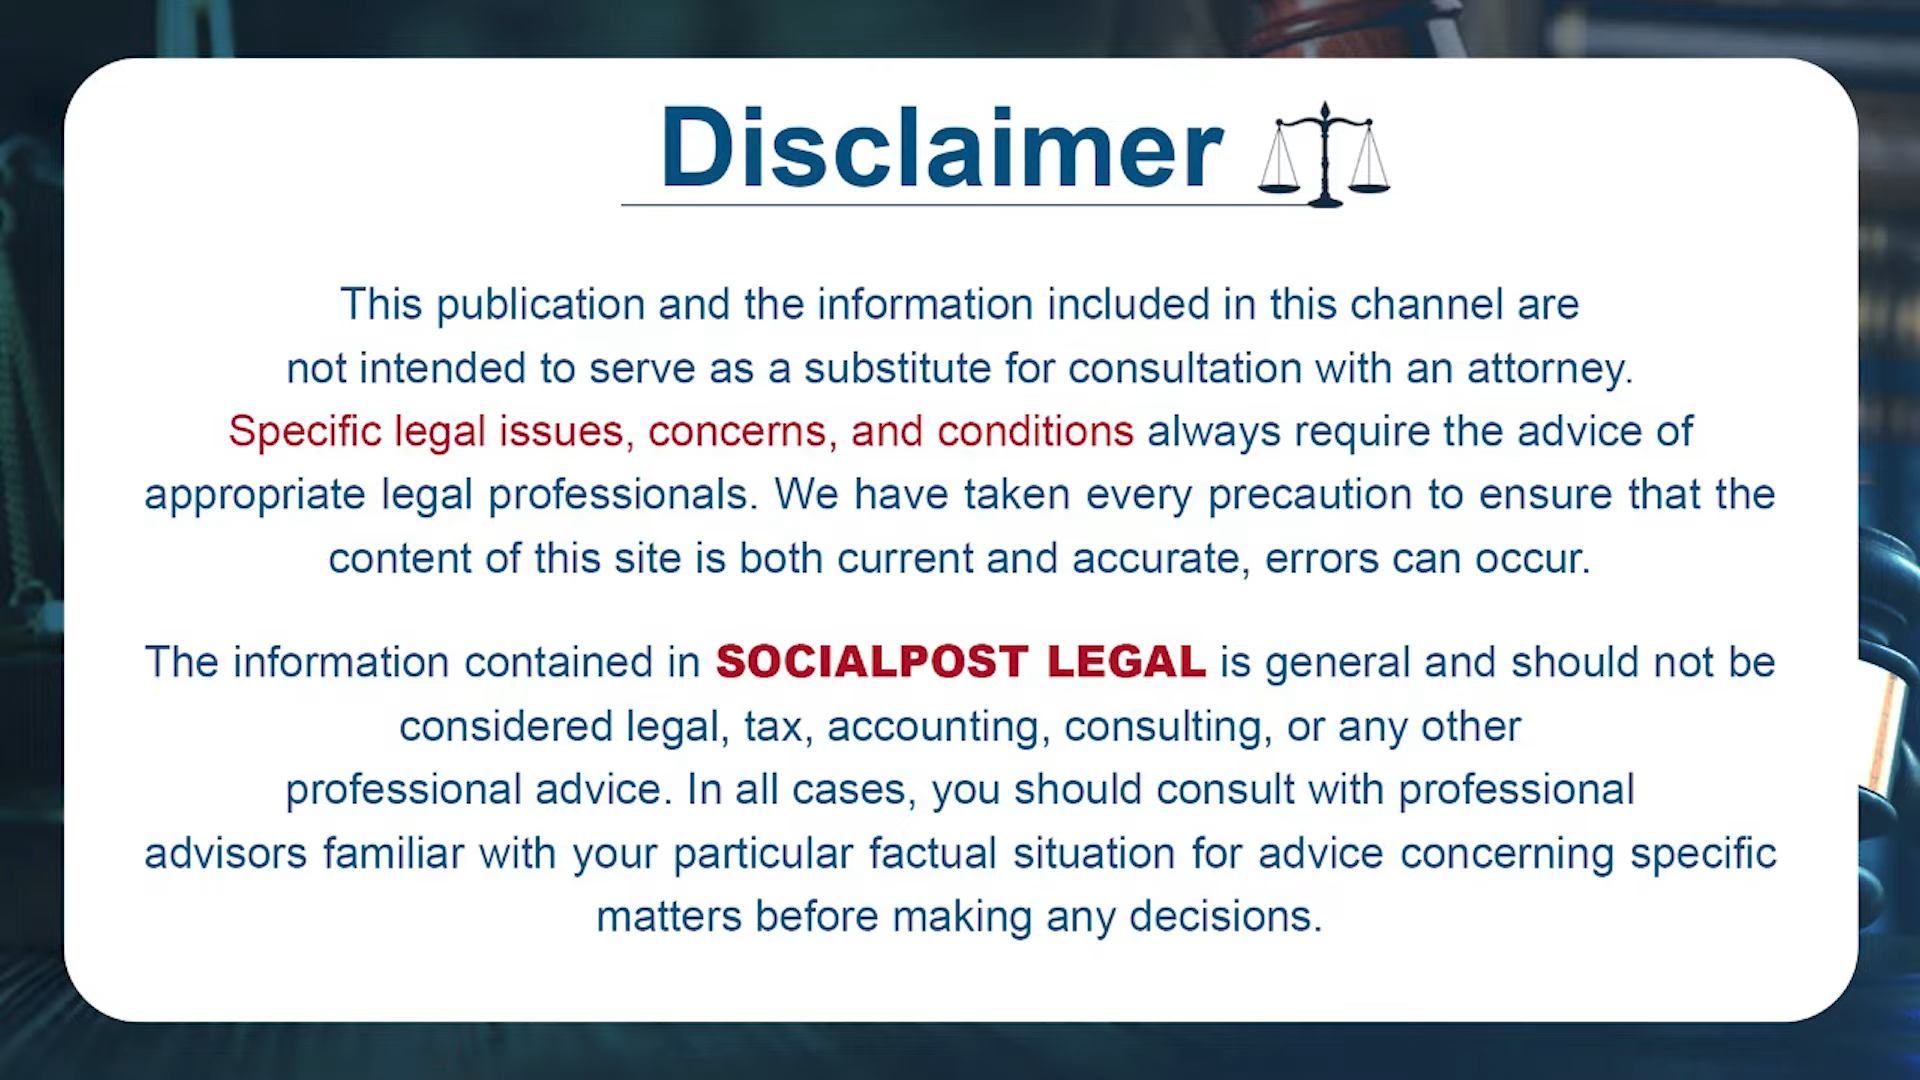 Disclaimer
This publication and the information included in this channel are
not intended to serve as a substitute for consultation with an attorney.
Specific legal issues, concerns, and conditions always require the advice of
appropriate legal professionals. We have taken every precaution to ensure that the
content of this site is both current and accurate, errors can occur.
The information contained in SOCIALPOST LEGAL is general and should not be
considered legal, tax, accounting, consulting, or any other
professional advice. In all cases, you should consult with professional
advisors familiar with your particular factual situation for advice concerning specific
matters before making any decisions.